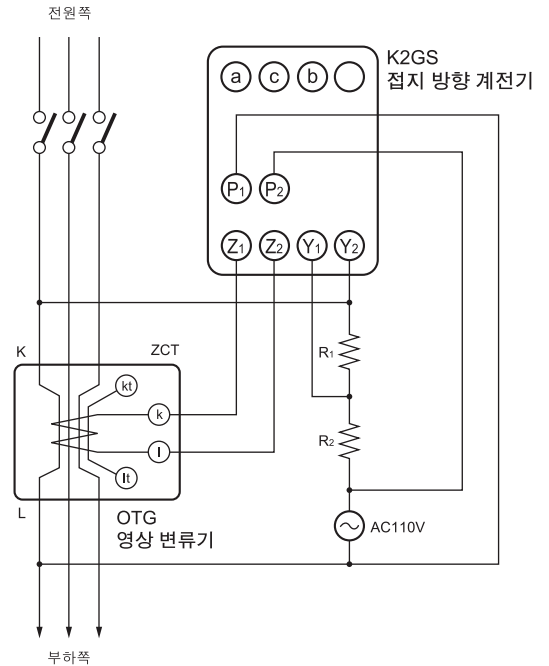 전원쪽
K2GS
접지 방향 계전기
a c b
P1 P2
Z1 Z2 Y1 Y2
R1
K ZCT
kt
k
R2
l
lt
L
OTG
영상 변류기
AC110V
부하쪽